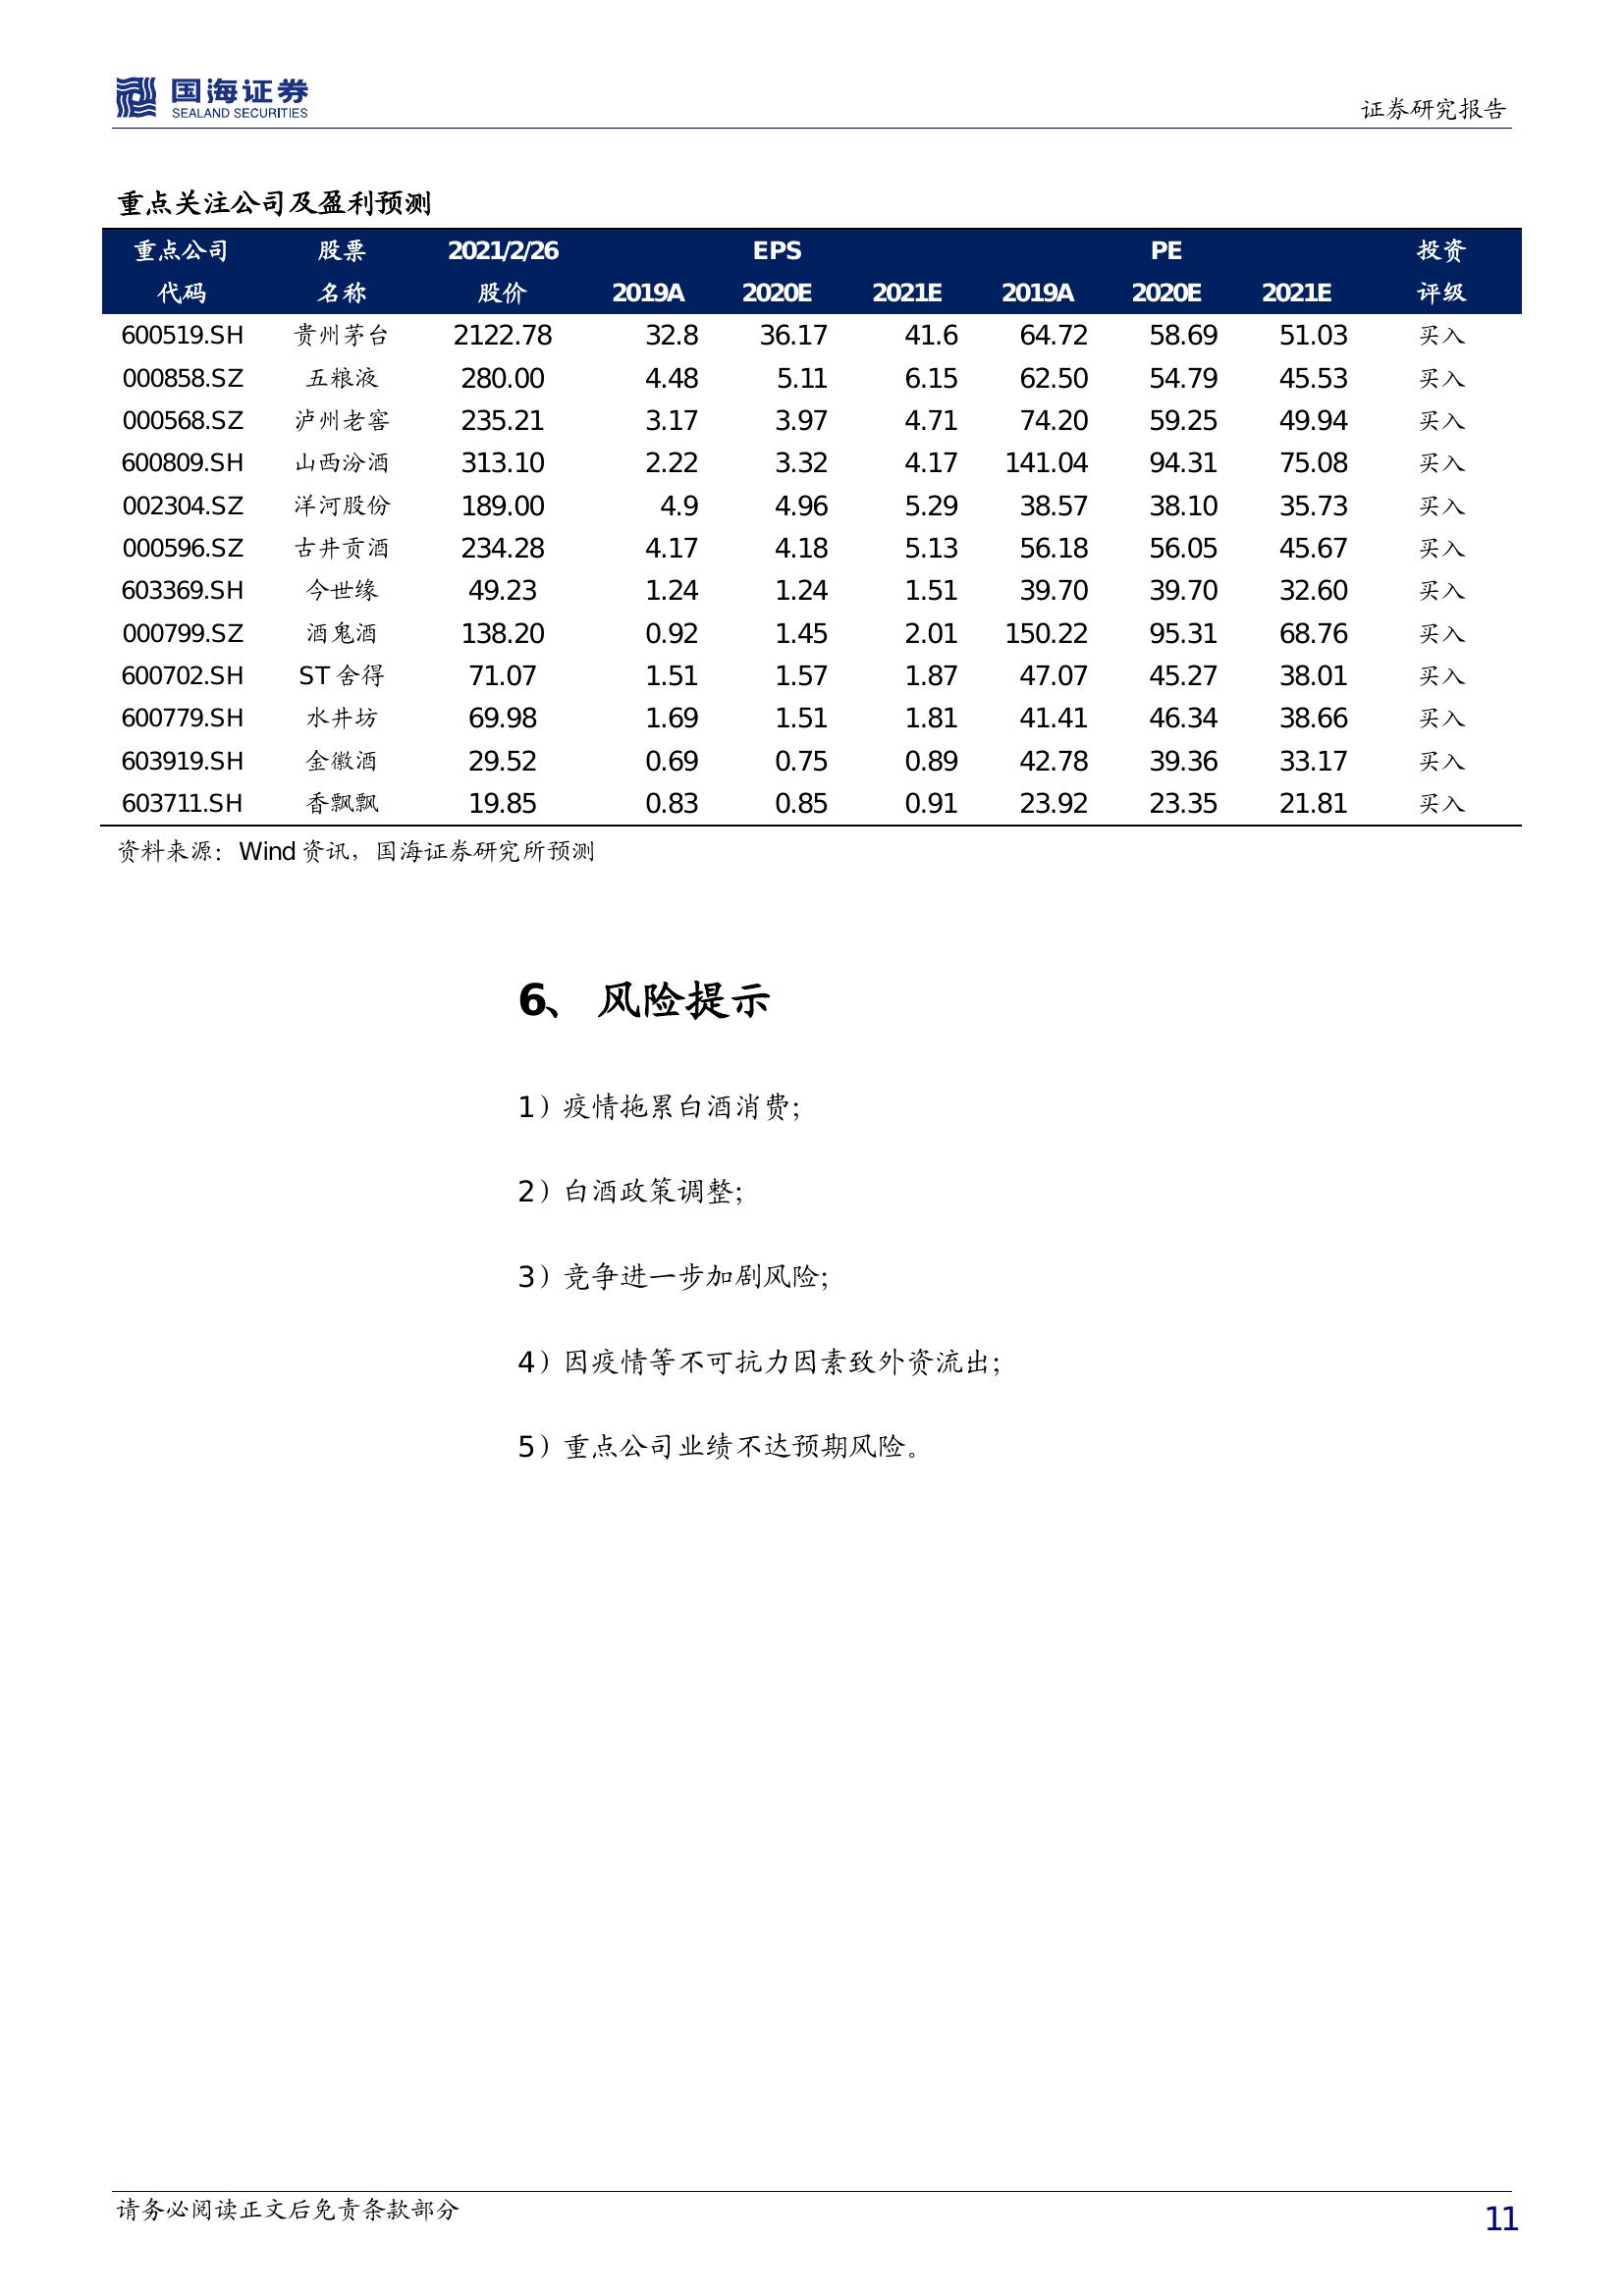 国海证券
SEALAND SECURITIES
证券研究报告
重点关注公司及盈利预测
重点公司 股票 2021/2/26 EPS PE 投资
代码 名称 股价 2019A 2020E 2021E 2019A 2020E 2021E 评级
600519.SH 贵州茅台 2122.78 32.8 36.17 41.6 64.72 58.69 51.03 买入
000858.SZ 五粮液 280.00 4.48 5.11 6.15 62.50 54.79 45.53 买入
000568.SZ 泸州老窖 235.21 3.17 3.97 4.71 74.20 59.25 49.94 买入
600809.SH 山西汾酒 313.10 2.22 3.32 4.17 141.04 94.31 75.08 买入
002304.SZ 洋河股份 189.00 4.9 4.96 5.29 38.57 38.10 35.73 买入
000596.SZ 古井贡酒 234.28 4.17 4.18 5.13 56.18 56.05 45.67 买入
603369.SH 今世缘 49.23 1.24 1.24 1.51 39.70 39.70 32.60 买入
000799.SZ 酒鬼酒 138.20 0.92 1.45 2.01 150.22 95.31 68.76 买入
600702.SH ST 舍得 71.07 1.51 1.57 1.87 47.07 45.27 38.01 买入
600779.SH 水井坊 69.98 1.69 1.51 1.81 41.41 46.34 38.66 买入
603919.SH 金徽酒 29.52 0.69 0.75 0.89 42.78 39.36 33.17 买入
603711.SH 香飘飘 19.85 0.83 0.85 0.91 23.92 23.35 21.81 买入
资料来源：Wind 资讯，国海证券研究所预测
6、 风险提示
1）疫情拖累白酒消费；
2）白酒政策调整；
3）竞争进一步加剧风险；
4）因疫情等不可抗力因素致外资流出；
5）重点公司业绩不达预期风险。
请务必阅读正文后免责条款部分
11